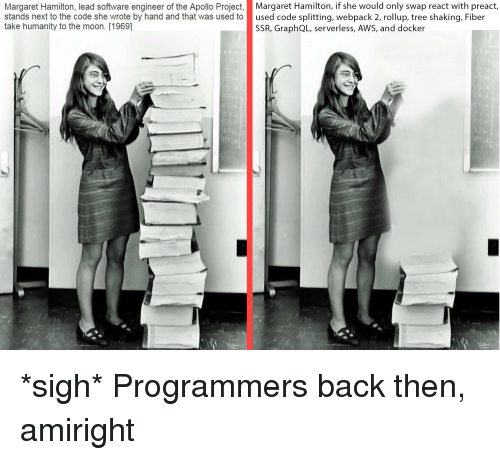 Margaret Hamilton, lead software engineer of the Apollo Project,
stands next to the code she wrote by hand and that was used to
take humanity to the moon. [1969]
Margaret Hamilton, if she would only swap react with preact,
used code splitting, webpack 2, rollup, tree shaking, Fiber
SSR, GraphQL, serverless, AWS, and docker
*sigh* Programmers back then,
amiright